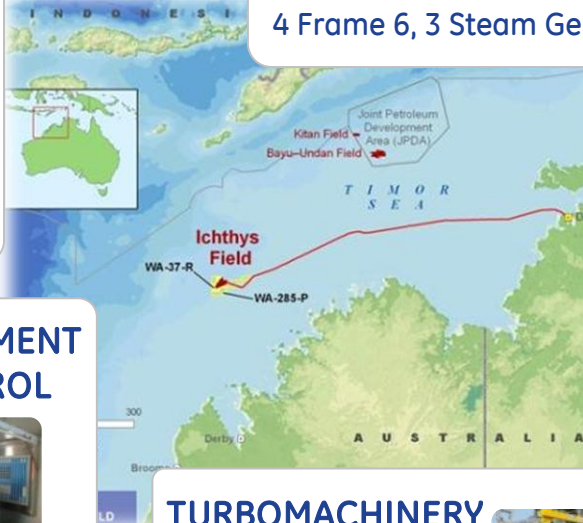 I N D O N E S I
4 Frame 6, 3 Steam Ge
Joint Petroleum
Development
Area (JPDA)
Kitan Field
Bayu-Undan Field
T I M O R
S E A
Ichthys
Field
WA-37-R
WA-285-P
MENT
ROL
300
Derby
A U S T R A L I A
Broome
LD
TURBOMACHINERY